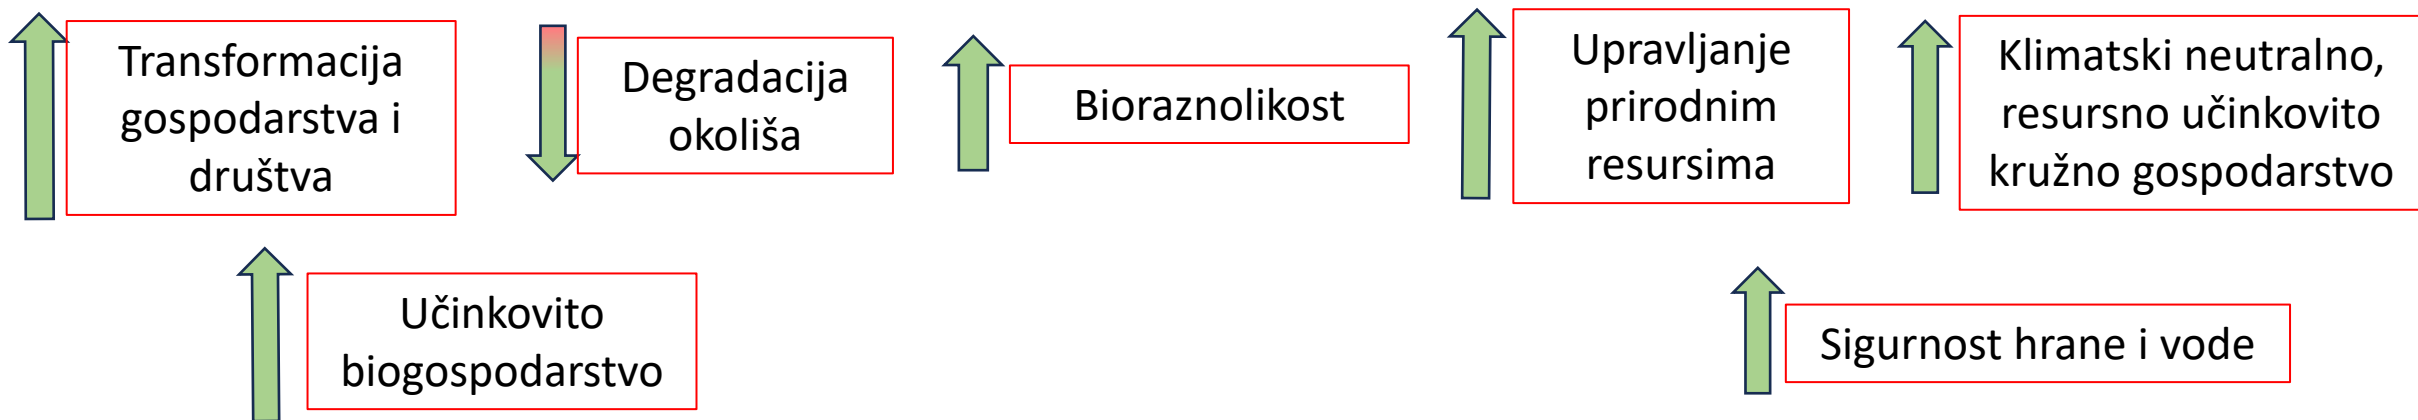 Transformacija
gospodarstva i
društva
Degradacija
okoliša
Bioraznolikost
Upravljanje
prirodnim
resursima
Klimatski neutralno,
resursno učinkovito
kružno gospodarstvo
Učinkovito
biogospodarstvo
Sigurnost hrane i vode